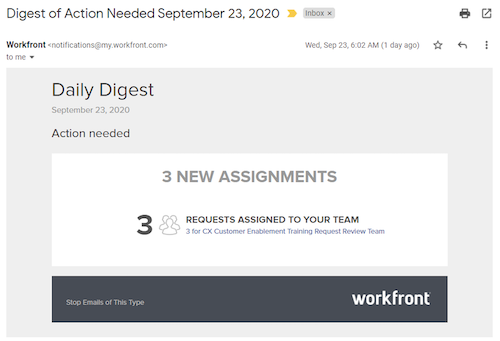 Digest of Action Needed September 23, 2020 Inbox ×
Workfront <notifications@my.workfront.com> Wed, Sep 23, 6:02 AM (1 day ago)
to me
Daily Digest
September 23, 2020
Action needed
3 NEW ASSIGNMENTS
3 REQUESTS ASSIGNED TO YOUR TEAM
3 for CX Customer Enablement Training Request Review Team
Stop Emails of This Type workfront